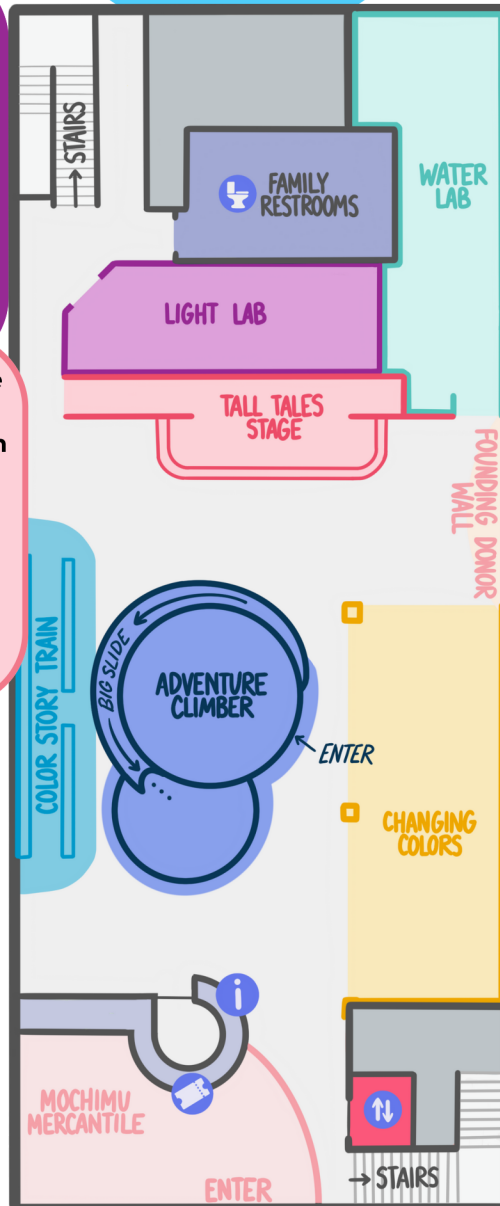 → STAIRS
FAMILY
RESTROOMS
WATER
LAB
LIGHT LAB
TALL TALES
STAGE
FOUNDING DONOR
WALL
COLOR STORY TRAIN
BIG SLIDE
ADVENTURE
CLIMBER
ENTER
CHANGING
COLORS
i
MOCHIMU
MERCANTILE
ENTER
→ STAIRS